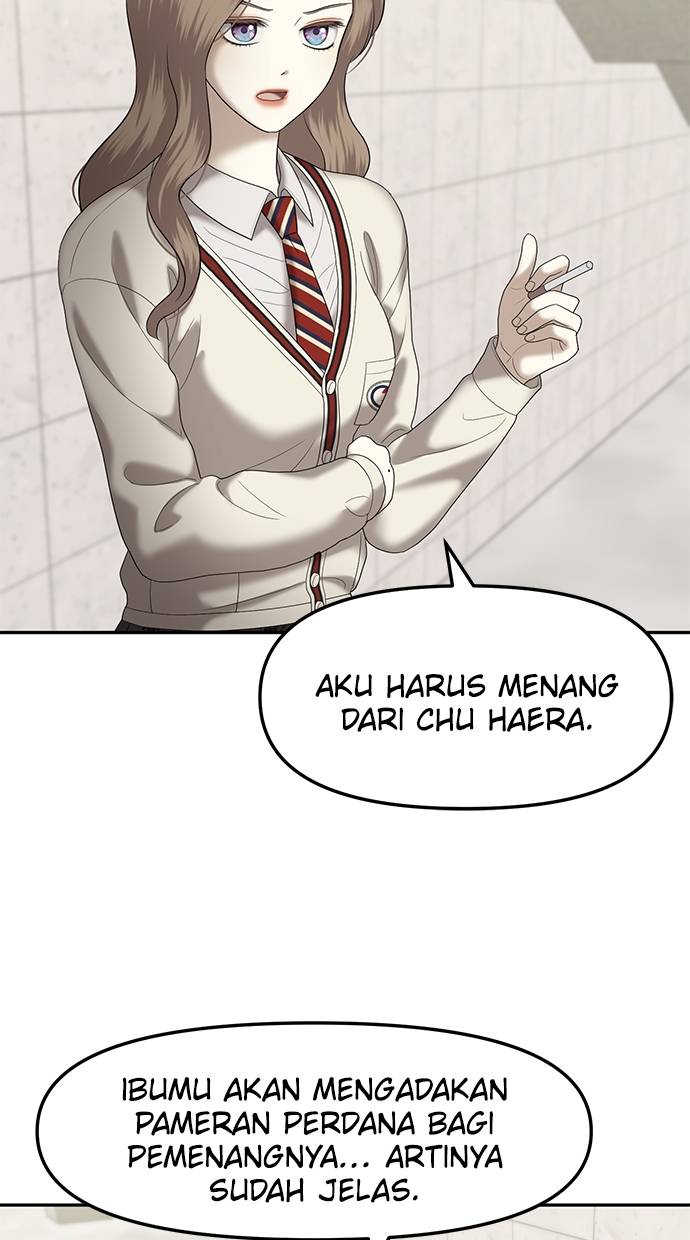 AKU HARUS MENANG
DARI CHU HAERA.
IBUMU AKAN MENGADAKAN
PAMERAN PERDANA BAGI
PEMENANGNYA... ARTINYA
SUDAH JELAS.